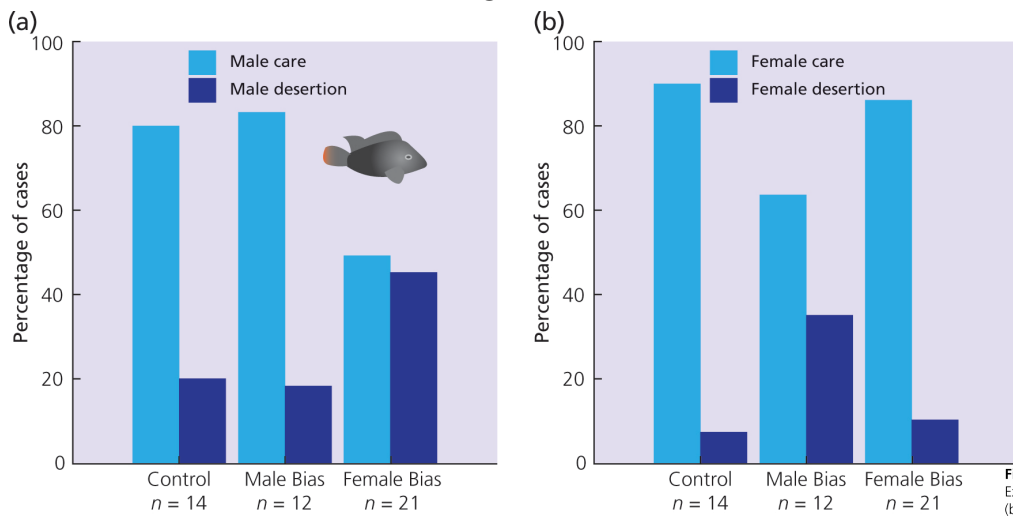 (a)
100
80
60
40
20
0
Percentage of cases
Male care
Male desertion
Control
n = 14
Male Bias
n = 12
Female Bias
n = 21
(b)
100
80
60
40
20
0
Percentage of cases
Female care
Female desertion
Control
n = 14
Male Bias
n = 12
Female Bias
n = 21
(b